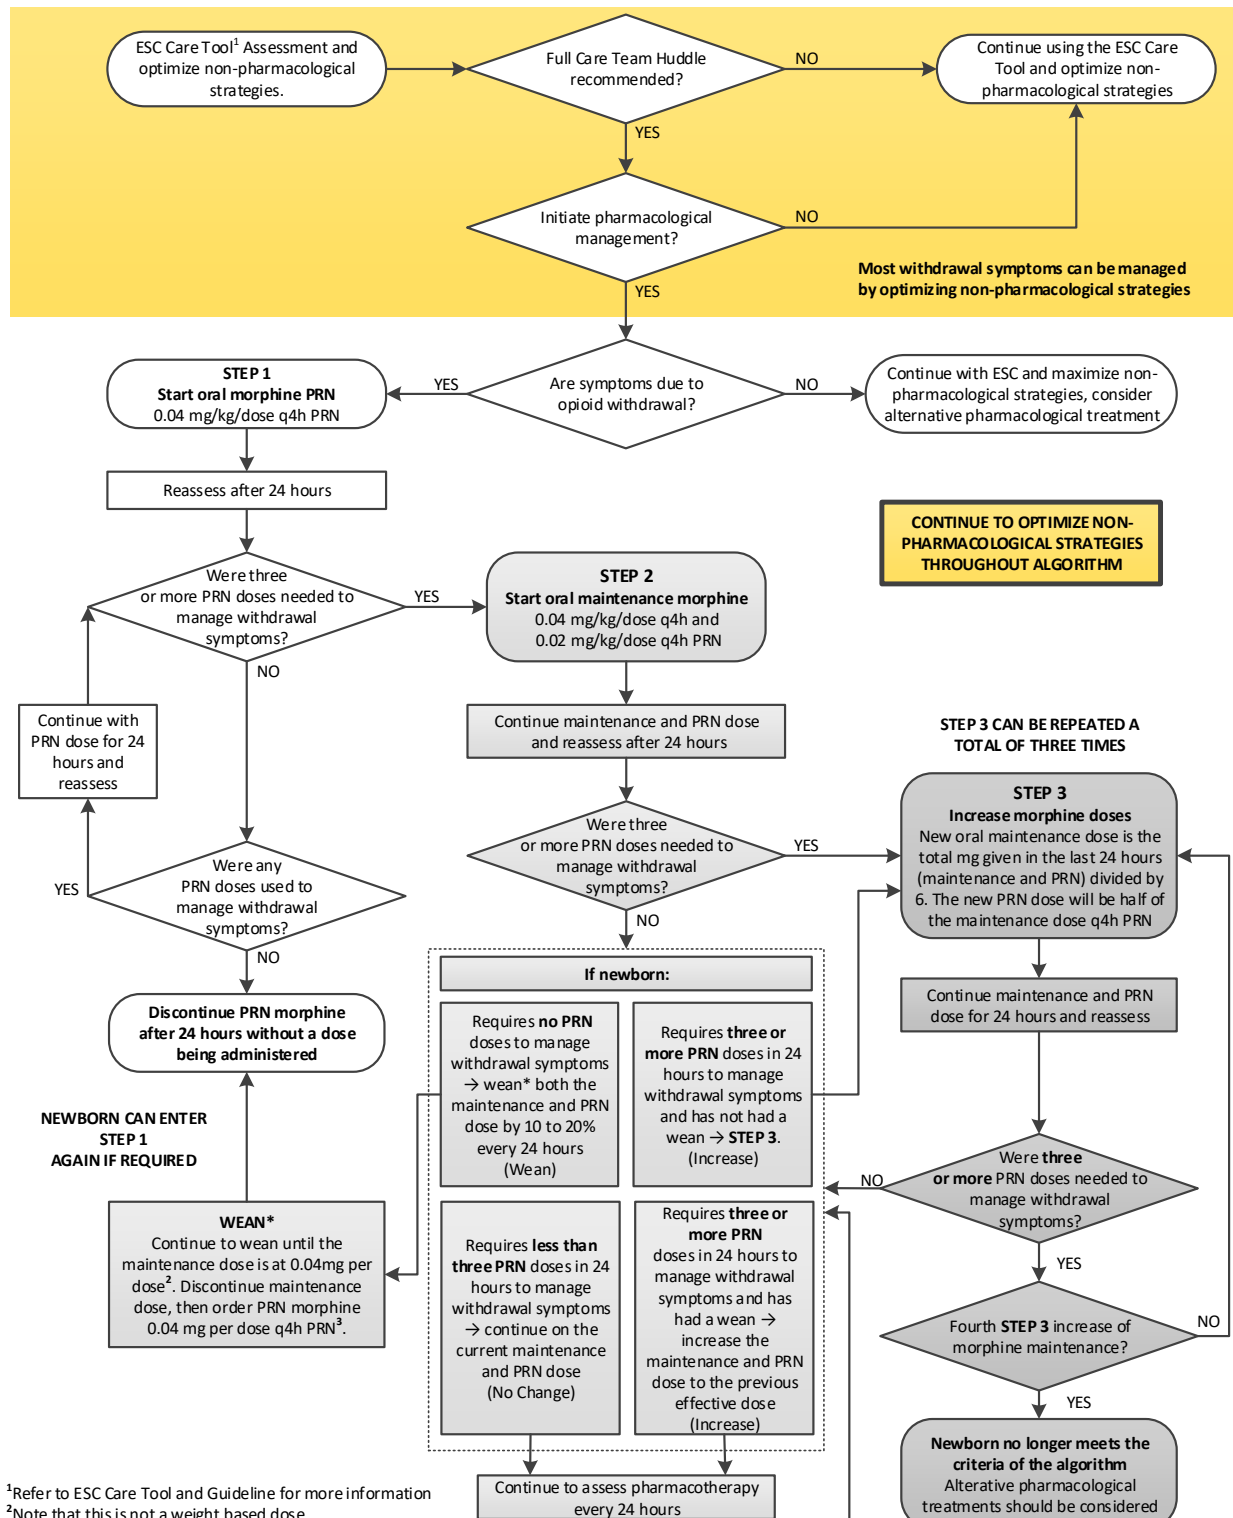 ESC Care Tool¹ Assessment and
optimize non-pharmacological
strategies.
Full Care Team Huddle
recommended?
NO
Continue using the ESC Care
Tool and optimize non-
pharmacological strategies
YES
Initiate pharmacological
management?
NO
Most withdrawal symptoms can be managed
by optimizing non-pharmacological strategies
YES
STEP 1
Start oral morphine PRN
0.04 mg/kg/dose q4h PRN
YES
Are symptoms due to
opioid withdrawal?
NO
Continue with ESC and maximize non-
pharmacological strategies, consider
alternative pharmacological treatment
Reassess after 24 hours
CONTINUE TO OPTIMIZE NON-
PHARMACOLOGICAL STRATEGIES
THROUGHOUT ALGORITHM
Were three
or more PRN doses needed to
manage withdrawal
symptoms?
YES
NO
STEP 2
Start oral maintenance morphine
0.04 mg/kg/dose q4h and
0.02 mg/kg/dose q4h PRN
Continue with
PRN dose for 24
hours and
reassess
Continue maintenance and PRN dose
and reassess after 24 hours
STEP 3 CAN BE REPEATED A
TOTAL OF THREE TIMES
Were three
or more PRN doses needed to
manage withdrawal
symptoms?
YES
NO
STEP 3
Increase morphine doses
New oral maintenance dose is the
total mg given in the last 24 hours
(maintenance and PRN) divided by
6. The new PRN dose will be half of
the maintenance dose q4h PRN
YES
Were any
PRN doses used to
manage withdrawal
symptoms?
NO
Discontinue PRN morphine
after 24 hours without a dose
being administered
If newborn:
Requires no PRN
doses to manage
withdrawal symptoms
→ wean* both the
maintenance and PRN
dose by 10 to 20%
every 24 hours
(Wean)
Requires three or
more PRN doses in 24
hours to manage
withdrawal symptoms
and has not had a
wean → STEP 3.
(Increase)
Continue maintenance and PRN
dose for 24 hours and reassess
NEWBORN CAN ENTER
STEP 1
AGAIN IF REQUIRED
Were three
or more PRN doses needed to
manage withdrawal
symptoms?
NO
YES
WEAN*
Continue to wean until the
maintenance dose is at 0.04mg per
dose². Discontinue maintenance
dose, then order PRN morphine
0.04 mg per dose q4h PRN³.
Requires less than
three PRN doses in 24
hours to manage
withdrawal symptoms
→ continue on the
current maintenance
and PRN dose
(No Change)
Requires three or
more PRN
doses in 24 hours to
manage withdrawal
symptoms and has
had a wean →
increase the
maintenance and PRN
dose to the previous
effective dose
(Increase)
Fourth STEP 3 increase of
morphine maintenance?
NO
YES
Newborn no longer meets the
criteria of the algorithm
Alterative pharmacological
treatments should be considered
Continue to assess pharmacotherapy
every 24 hours
¹Refer to ESC Care Tool and Guideline for more information
²Note that this is not a weight based dose